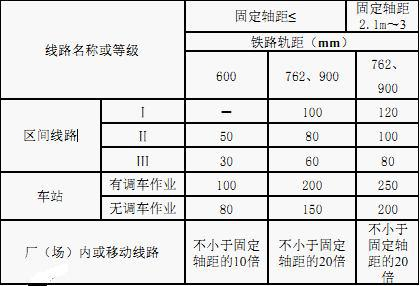 线路名称或等级
固定轴距≤
固定轴距
2.1m～3
铁路轨距（mm）
600
762、900
762、
900
区间线路
I
－
100
120
II
50
80
100
III
30
60
80
车站
有调车作业
100
200
250
无调车作业
80
150
200
厂（场）内或移动线路
不小于固定
轴距的10倍
不小于固定
轴距的20倍
不小于
固定轴
距的20
倍